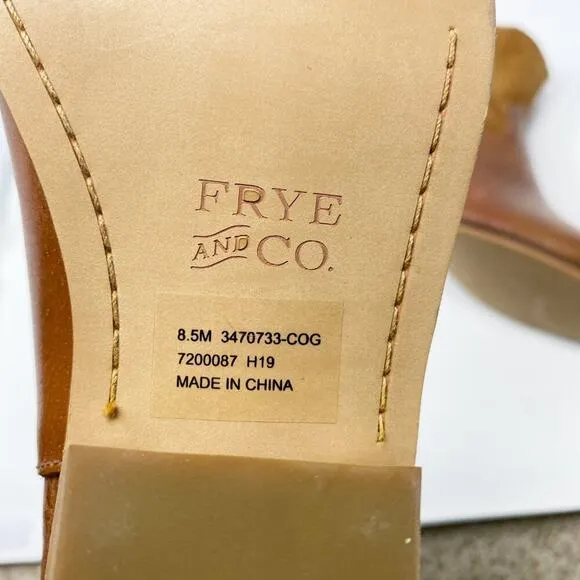 FRYE
AND CO.
8.5M 3470733-COG
7200087 H19
MADE IN CHINA